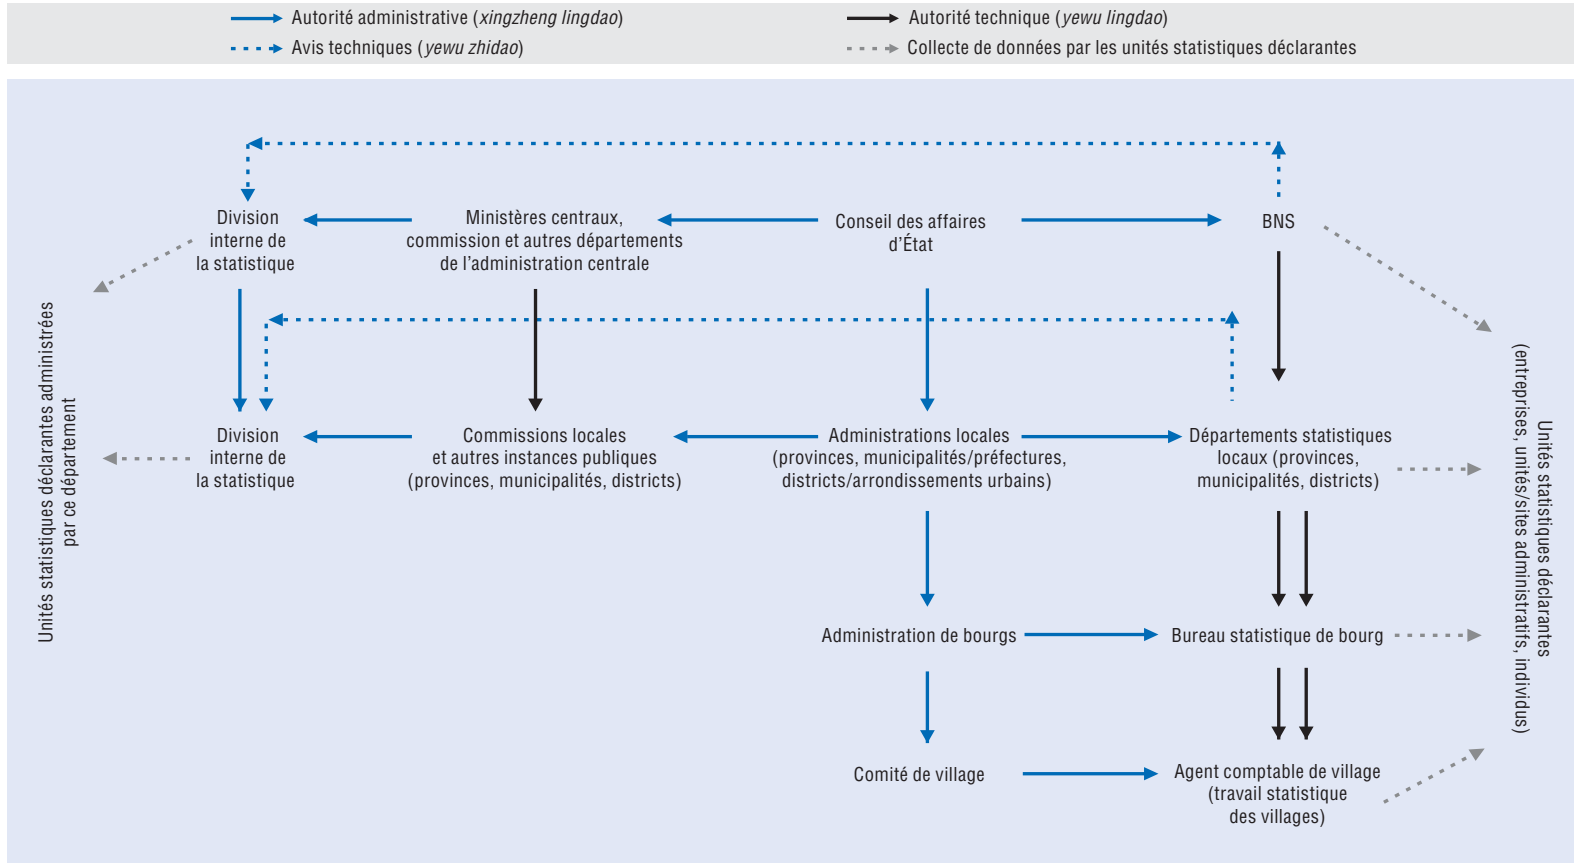 Autorité administrative (xingzheng lingdao)
Autorité technique (yewu lingdao)
Avis techniques (yewu zhidao)
Collecte de données par les unités statistiques déclarantes
Division
interne de
la statistique
Ministères centraux,
commission et autres départements
de l’administration centrale
Conseil des affaires
d’État
BNS
Unités statistiques déclarantes administrées
par ce département
Division
interne de
la statistique
Commissions locales
et autres instances publiques
(provinces, municipalités, districts)
Administrations locales
(provinces, municipalités/préfectures,
districts/arrondissements urbains)
Départements statistiques
locaux (provinces,
municipalités, districts)
Unités statistiques déclarantes
(entreprises, unités/sites administratifs, individus)
Administration de bourgs
Bureau statistique de bourg
Comité de village
Agent comptable de village
(travail statistique
des villages)